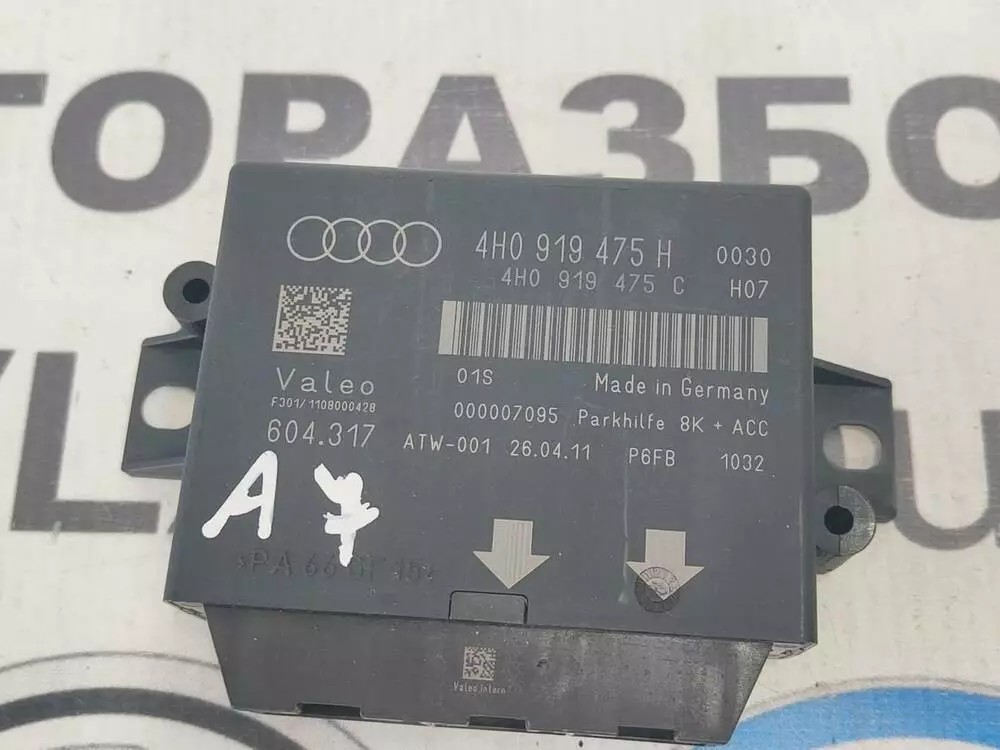 ТОРАЗБО
4H0 919 475 H 0030
4H0 919 475 C H07
Valeo
F301/1108000428
01S Made in Germany
000007095 Parkhilfe 8K + ACC
604.317 ATW-001 26.04.11 P6FB 1032
A7
Valeo intern